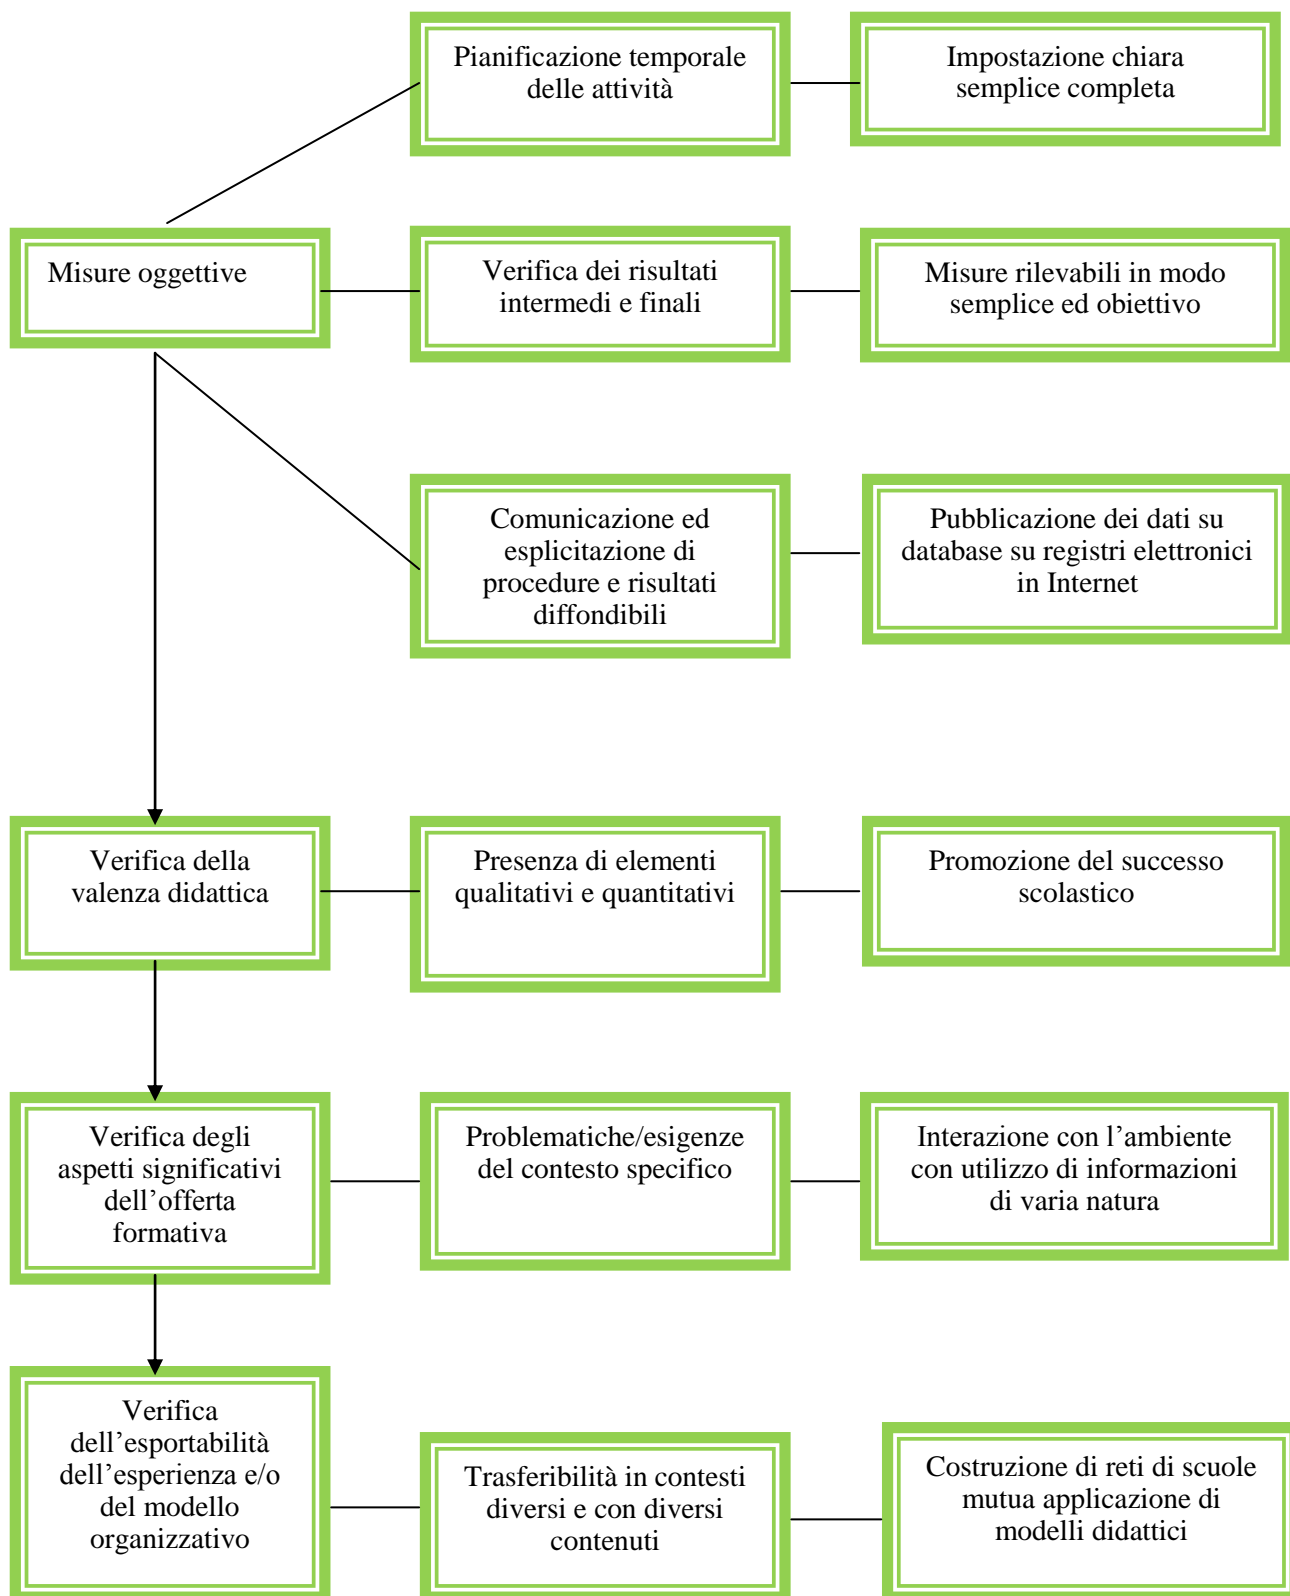 Pianificazione temporale
delle attività
Impostazione chiara
semplice completa
Misure oggettive
Verifica dei risultati
intermedi e finali
Misure rilevabili in modo
semplice ed obiettivo
Comunicazione ed
esplicitazione di
procedure e risultati
diffondibili
Pubblicazione dei dati su
database su registri elettronici
in Internet
Verifica della
valenza didattica
Presenza di elementi
qualitativi e quantitativi
Promozione del successo
scolastico
Verifica degli
aspetti significativi
dell’offerta
formativa
Problematiche/esigenze
del contesto specifico
Interazione con l’ambiente
con utilizzo di informazioni
di varia natura
Verifica
dell’esportabilità
dell’esperienza e/o
del modello
organizzativo
Trasferibilità in contesti
diversi e con diversi
contenuti
Costruzione di reti di scuole
mutua applicazione di
modelli didattici